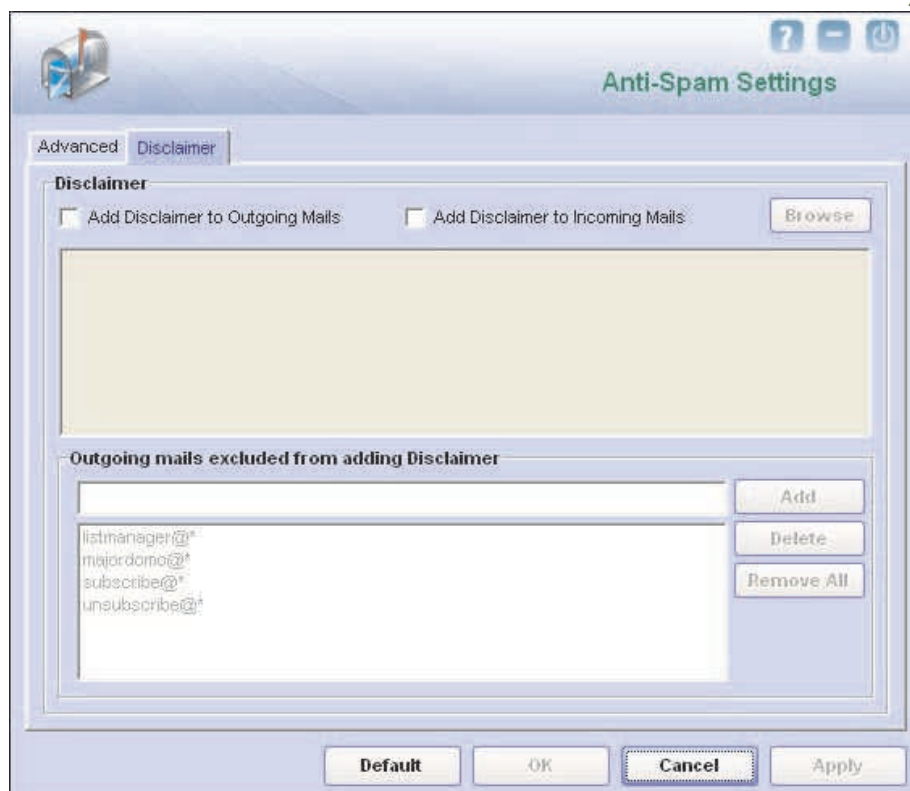 ?
Anti-Spam Settings
Advanced Disclaimer
Disclaimer
Add Disclaimer to Outgoing Mails Add Disclaimer to Incoming Mails Browse
Outgoing mails excluded from adding Disclaimer
Add
listmanager@*
Delete
majordomo@*
subscribe@*
Remove All
unsubscribe@*
Default OK Cancel Apply